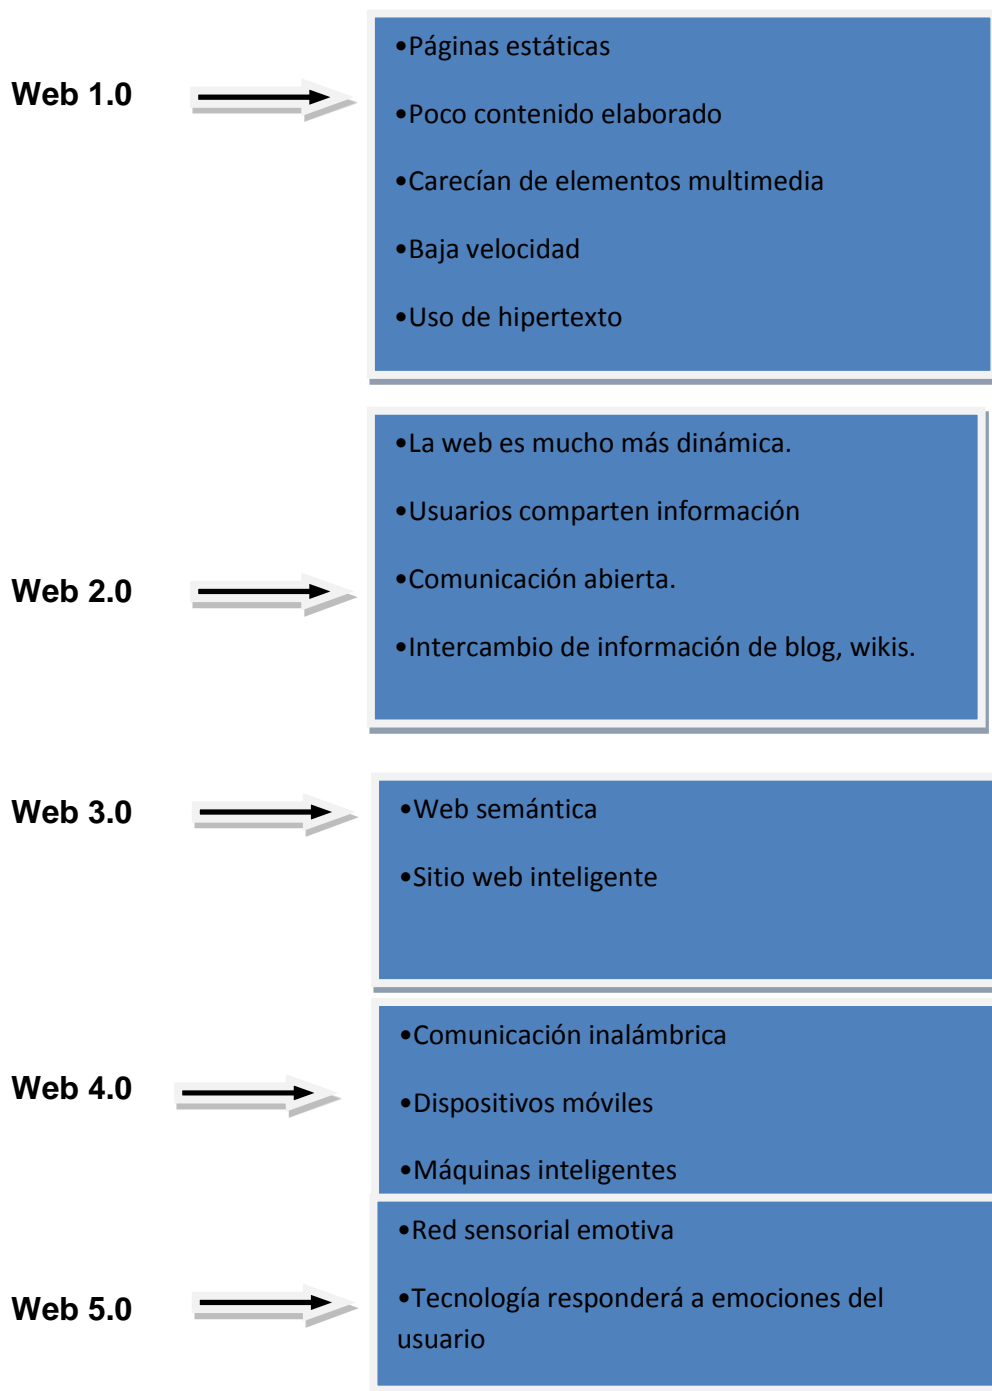 Web 1.0
•Páginas estáticas
•Poco contenido elaborado
•Carecían de elementos multimedia
•Baja velocidad
•Uso de hipertexto
Web 2.0
•La web es mucho más dinámica.
•Usuarios comparten información
•Comunicación abierta.
•Intercambio de información de blog, wikis.
Web 3.0
•Web semántica
•Sitio web inteligente
Web 4.0
•Comunicación inalámbrica
•Dispositivos móviles
•Máquinas inteligentes
Web 5.0
•Red sensorial emotiva
•Tecnología responderá a emociones del
usuario